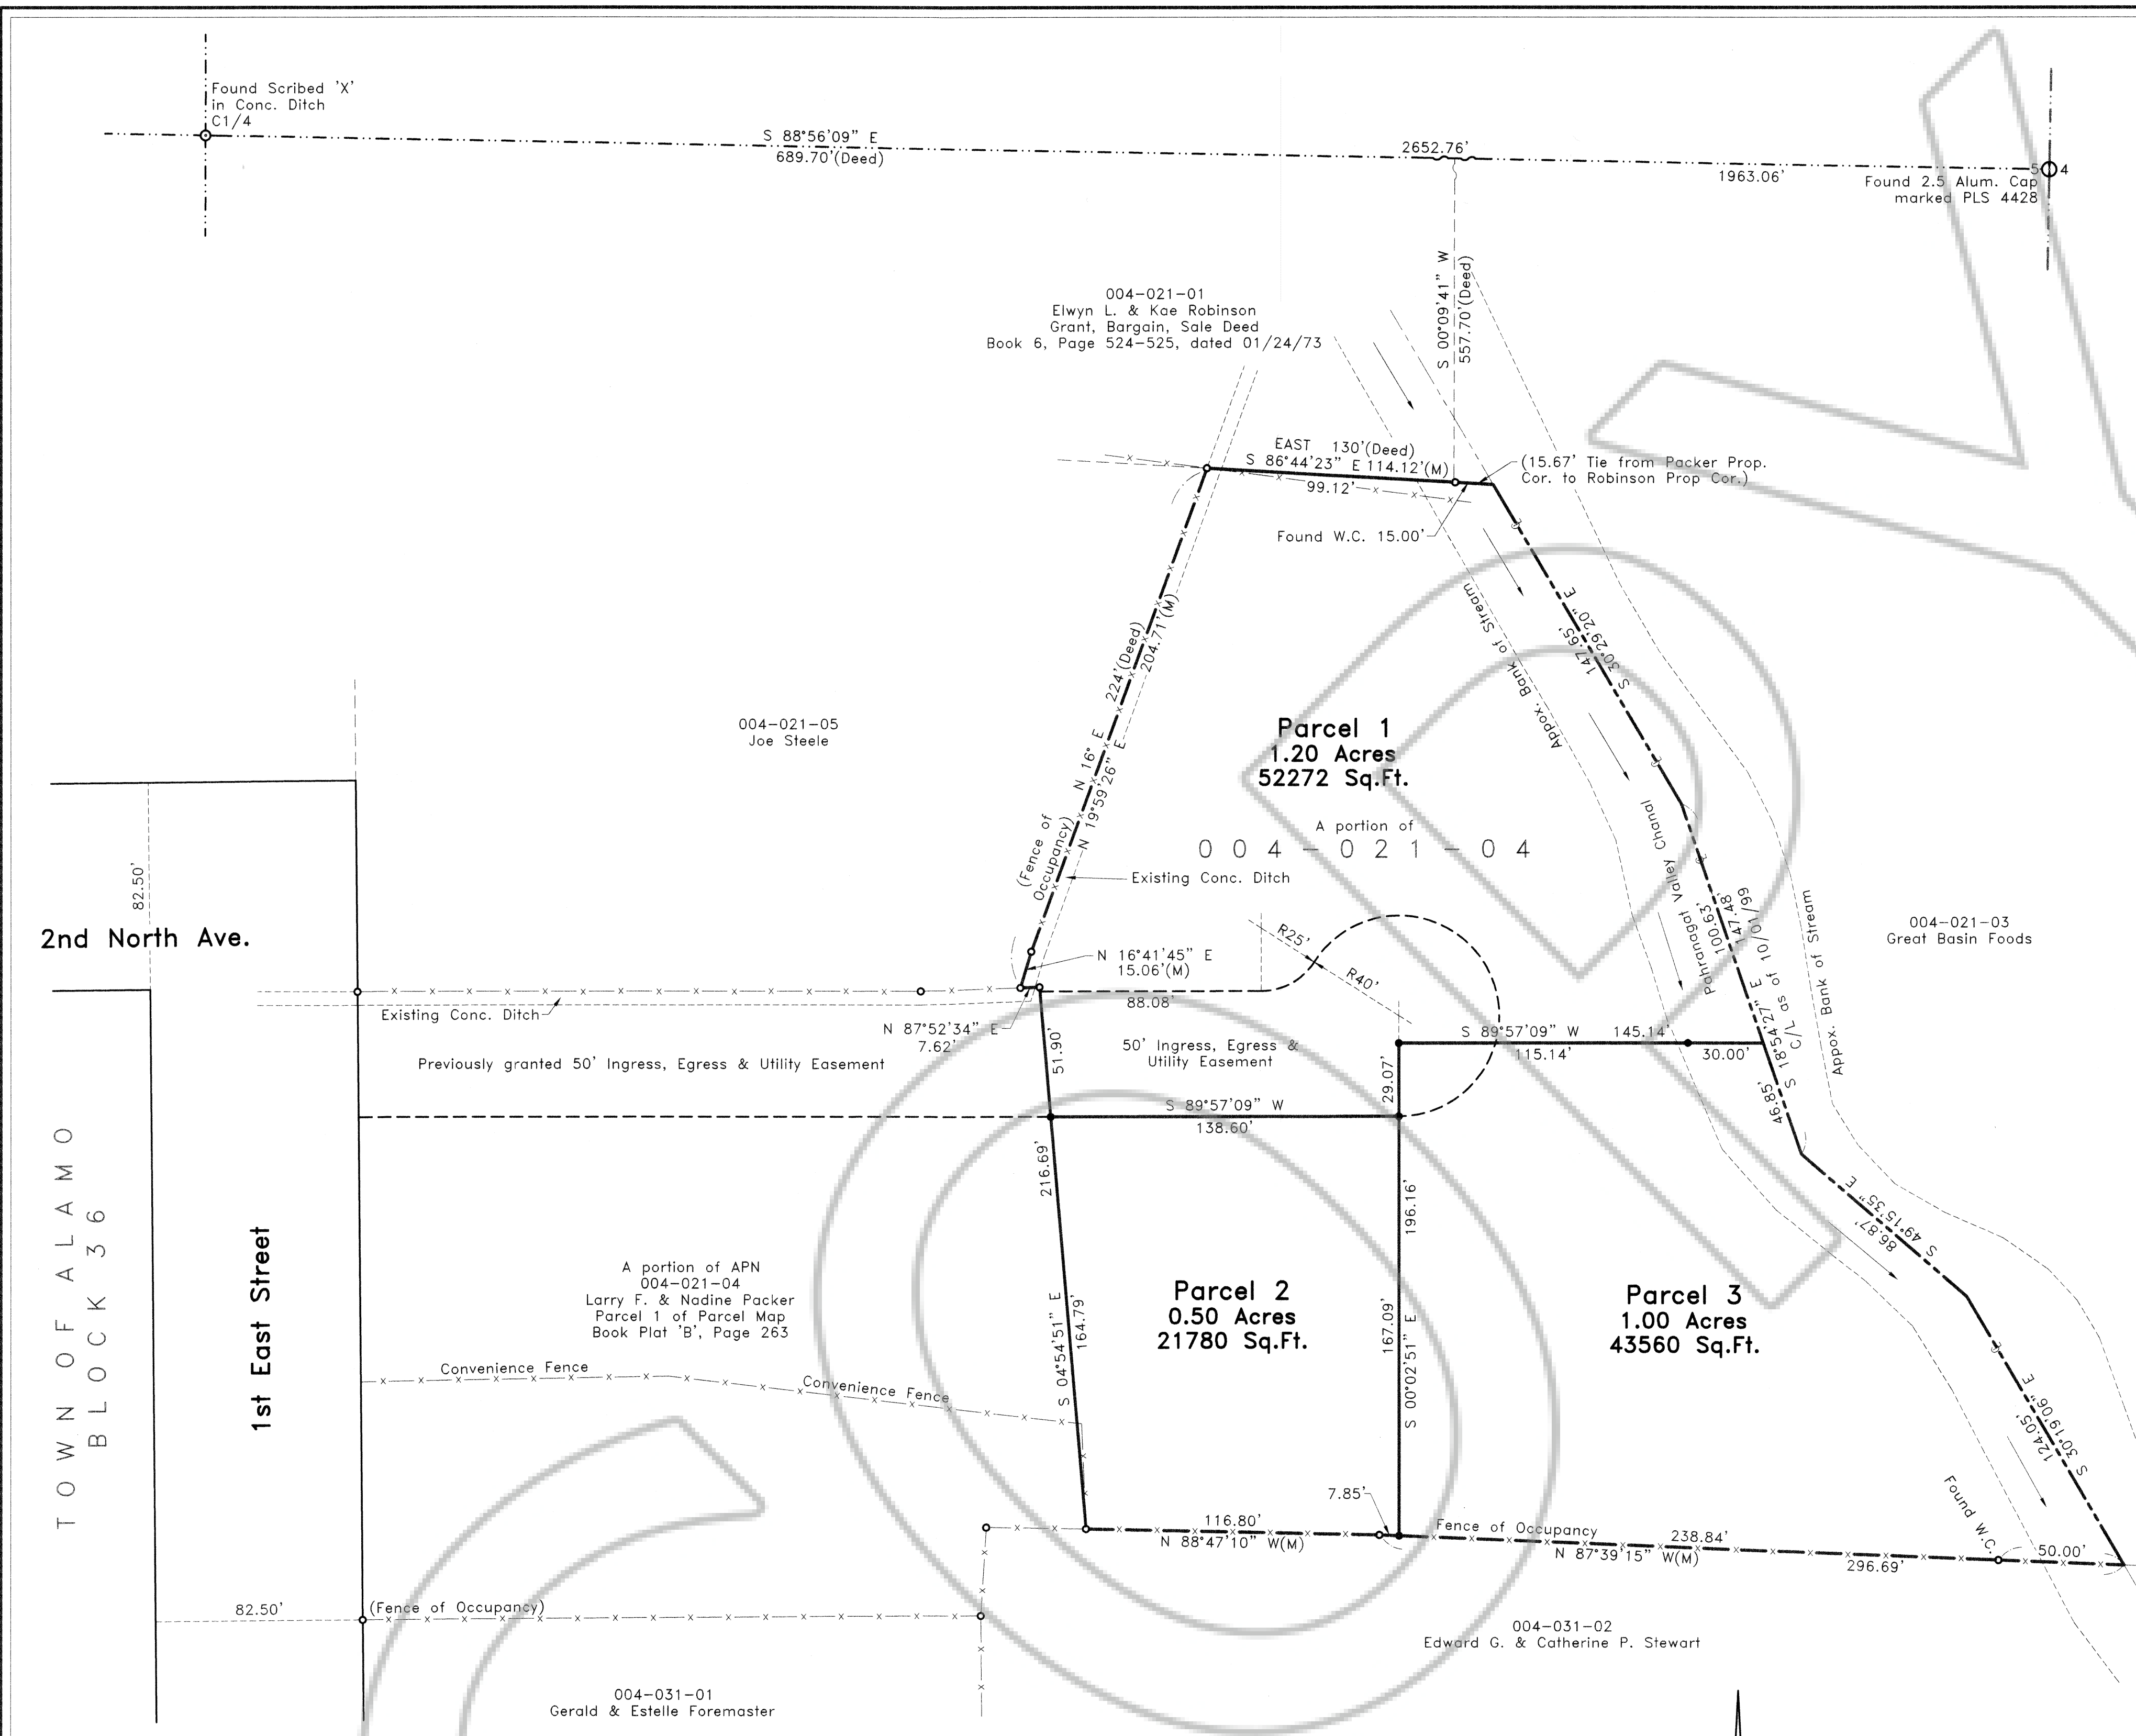 Found Scribed 'X'
in Conc. Ditch
C1/4
S 88°56'09" E
689.70'(Deed)
2652.76'
1963.06'
5 4
Found 2.5 Alum. Cap
marked PLS 4428
S 00°09'41" W
557.70'(Deed)
004-021-01
Elwyn L. & Kae Robinson
Grant, Bargain, Sale Deed
Book 6, Page 524-525, dated 01/24/73
EAST 130'(Deed)
S 86°44'23" E 114.12'(M)
99.12'
(15.67' Tie from Packer Prop.
Cor. to Robinson Prop Cor.)
Found W.C. 15.00'
Appox. Bank of Stream
147.65'
S 30°29'20" E
N 16° E 224'(Deed)
N 19°59'26" E 204.71'(M)
(Fence of
Occupancy)
004-021-05
Joe Steele
Parcel 1
1.20 Acres
52272 Sq.Ft.
A portion of
004-021-04
Existing Conc. Ditch
Pahranagat Valley Chanal
100.63'
147.48'
S 18°54'27" E
C/L as of 10/01/99
46.85'
Appox. Bank of Stream
004-021-03
Great Basin Foods
82.50'
2nd North Ave.
R25'
R40'
N 16°41'45" E
15.06'(M)
88.08'
N 87°52'34" E
7.62'
Existing Conc. Ditch
Previously granted 50' Ingress, Egress & Utility Easement
51.90'
50' Ingress, Egress &
Utility Easement
S 89°57'09" W 145.14'
115.14'
30.00'
29.07'
S 89°57'09" W
138.60'
216.69'
196.16'
S 49°15'35" E
86.87'
TOWN OF ALAMO
BLOCK 36
1st East Street
A portion of APN
004-021-04
Larry F. & Nadine Packer
Parcel 1 of Parcel Map
Book Plat 'B', Page 263
Parcel 2
0.50 Acres
21780 Sq.Ft.
Parcel 3
1.00 Acres
43560 Sq.Ft.
S 04°54'51" E
164.79'
167.09'
S 00°02'51" E
Convenience Fence
Convenience Fence
S 30°19'06" E
124.05'
7.85'
116.80'
N 88°47'10" W(M)
Fence of Occupancy
238.84'
N 87°39'15" W(M)
296.69'
Found W.C.
50.00'
82.50'
(Fence of Occupancy)
004-031-02
Edward G. & Catherine P. Stewart
004-031-01
Gerald & Estelle Foremaster